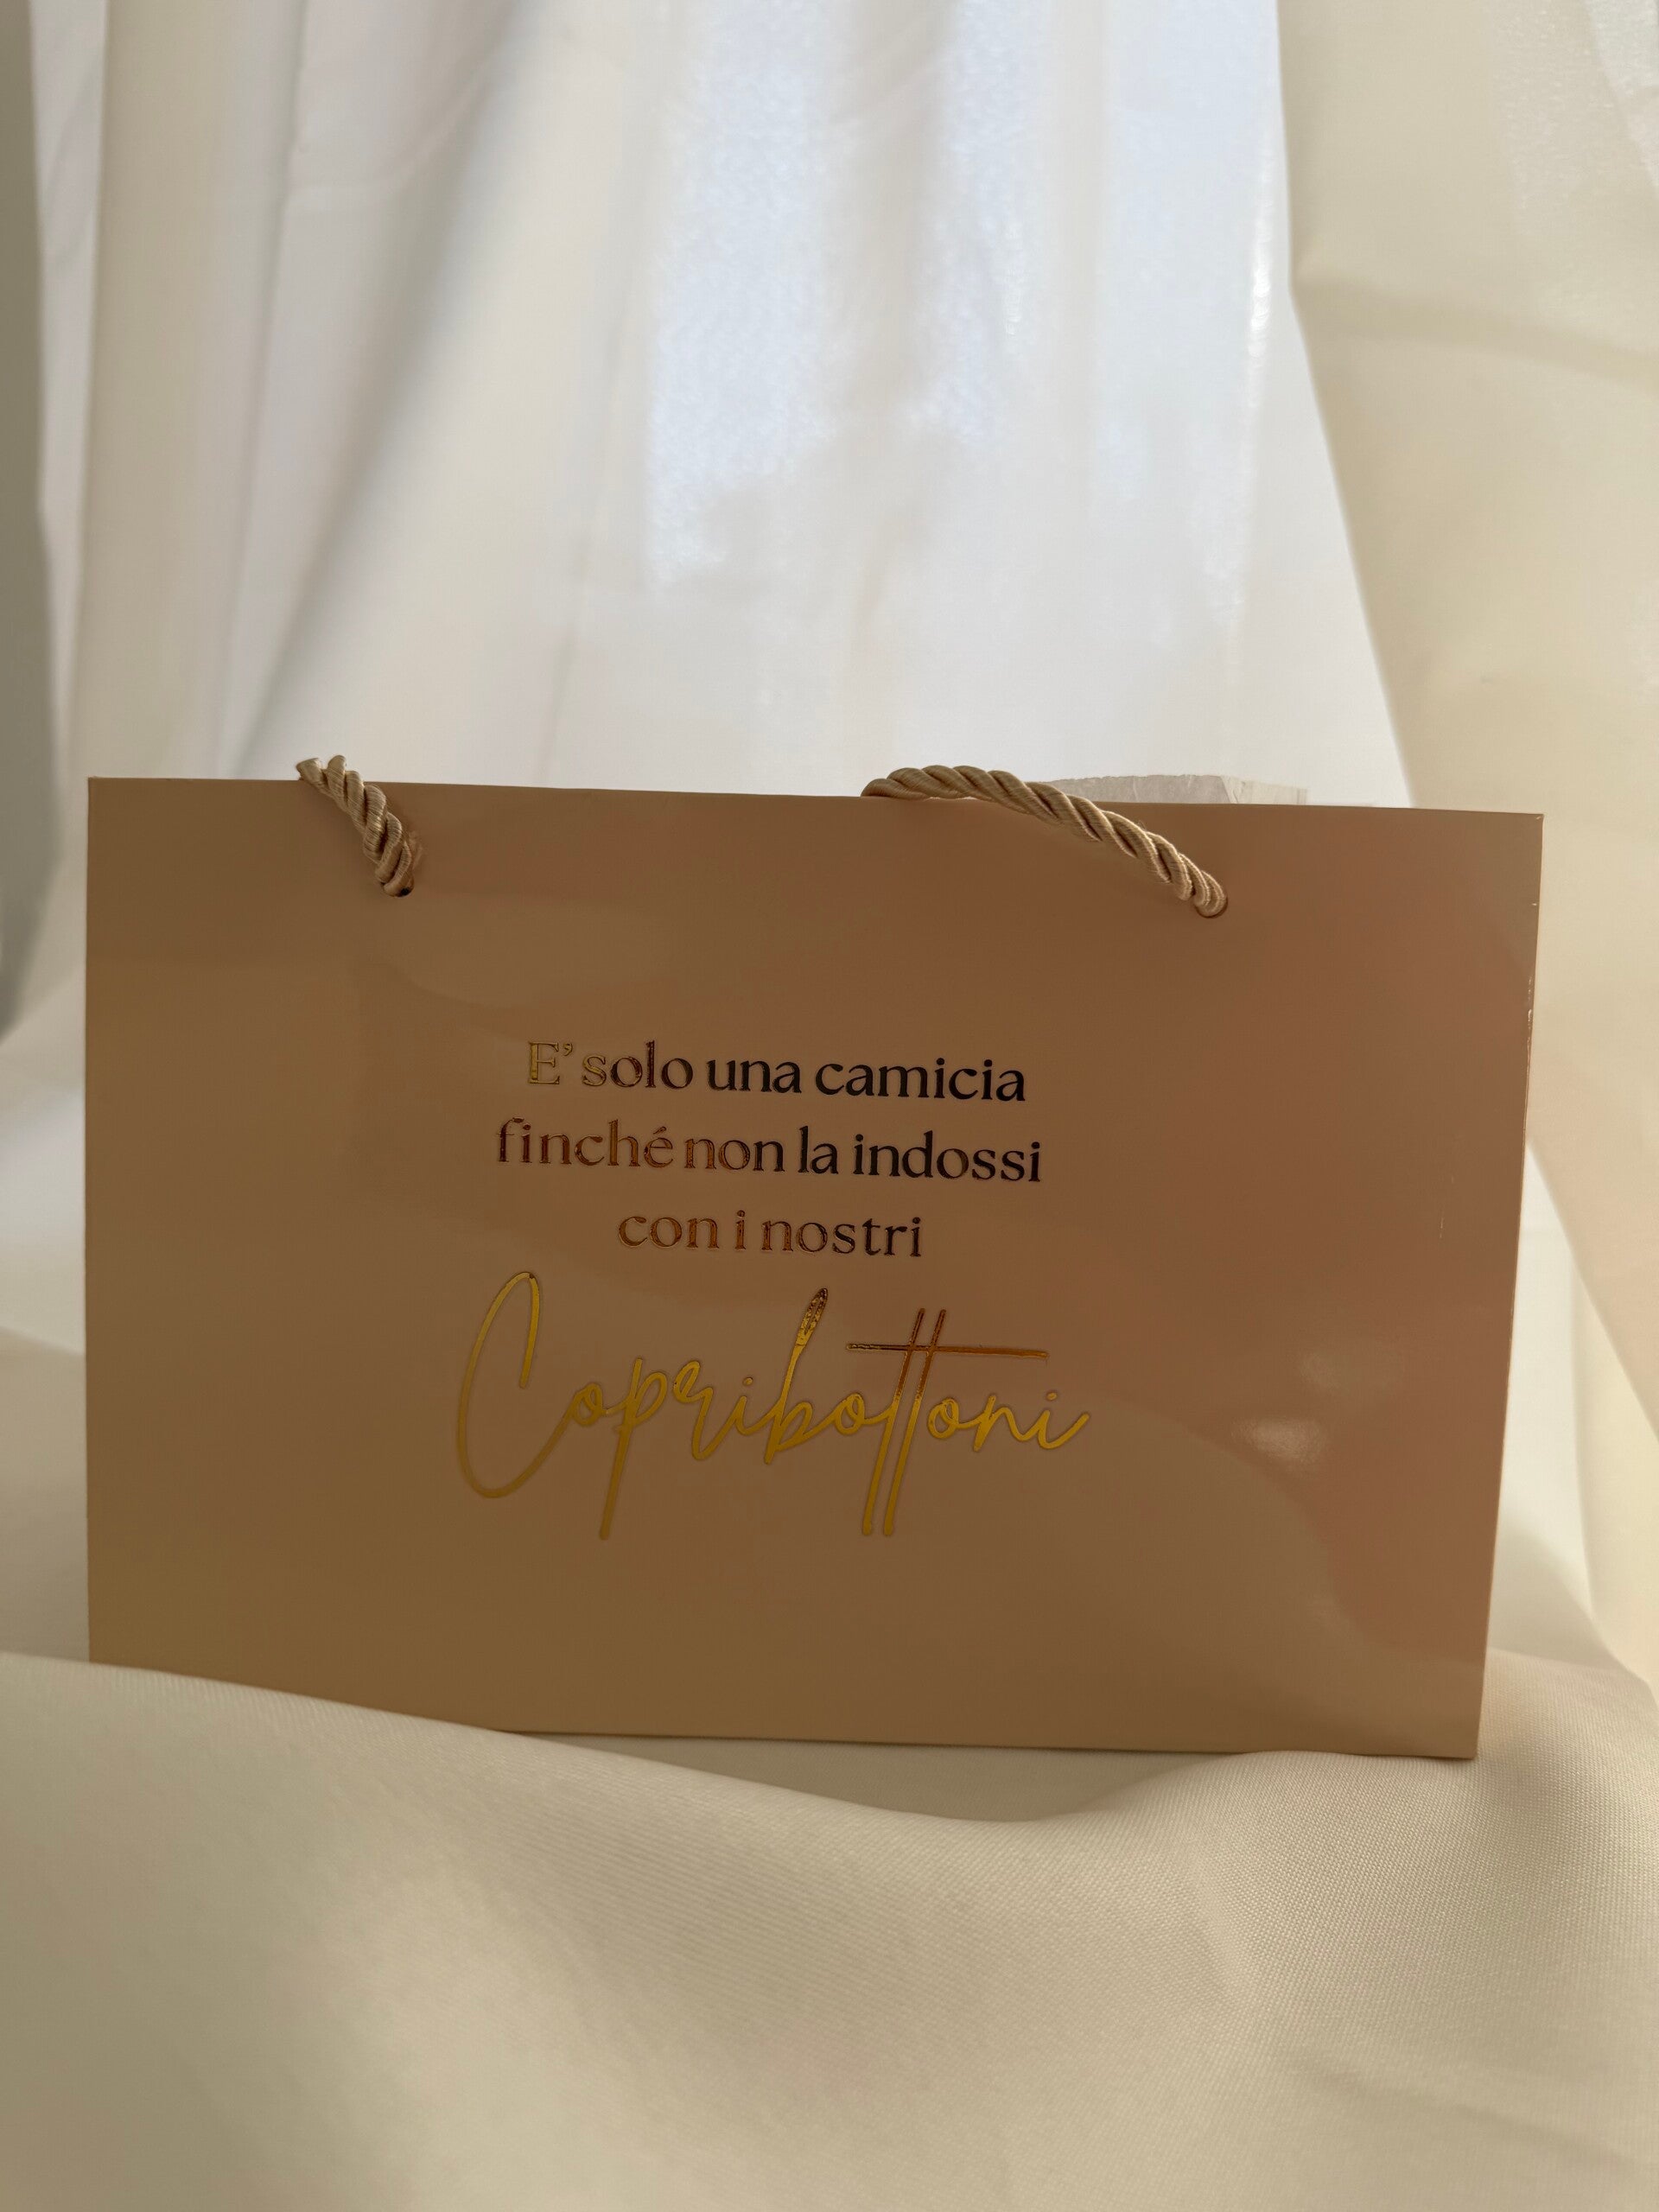 E' solo una camicia
finché non la indossi
con i nostri
Copribottoni